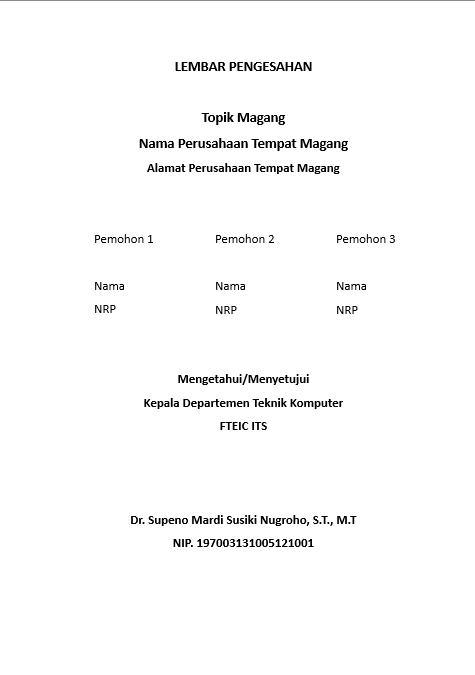 LEMBAR PENGESAHAN
Topik Magang
Nama Perusahaan Tempat Magang
Alamat Perusahaan Tempat Magang
Pemohon 1 Pemohon 2 Pemohon 3
Nama Nama Nama
NRP NRP NRP
Mengetahui/Menyetujui
Kepala Departemen Teknik Komputer
FTEIC ITS
Dr. Supeno Mardi Susiki Nugroho, S.T., M.T
NIP. 197003131005121001